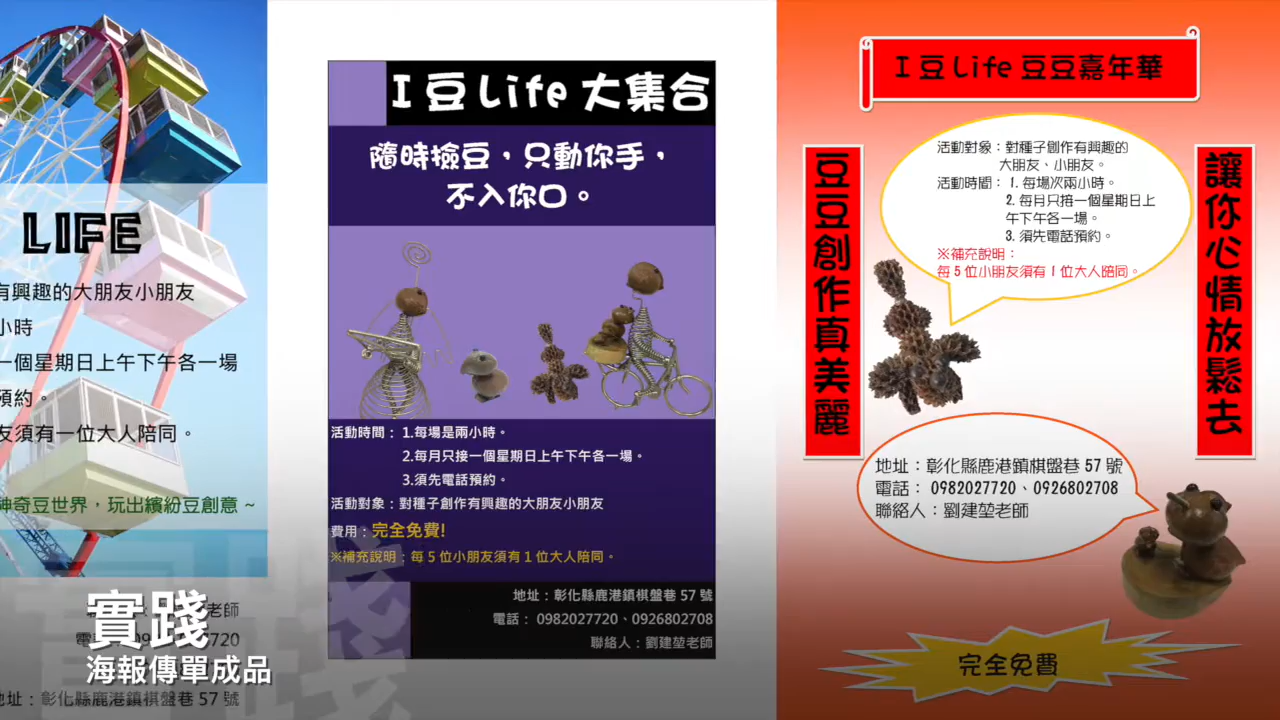 LIFE
有興趣的大朋友小朋友
小時
一個星期日上午下午各一場
預約。
友須有一位大人陪同。
神奇豆世界，玩出繽紛豆創意～
老師
720
地址：彰化縣鹿港鎮棋盤巷 57 號
實踐
海報傳單成品
I 豆 Life 大集合
隨時撿豆，只動你手，
不入你口。
活動時間： 1.每場是兩小時。
2.每月只接一個星期日上午下午各一場。
3.須先電話預約。
活動對象：對種子創作有興趣的大朋友小朋友
費用：完全免費!
※補充說明：每 5 位小朋友須有 1 位大人陪同。
地址：彰化縣鹿港鎮棋盤巷 57 號
電話： 0982027720、0926802708
聯絡人：劉建堃老師
I 豆 Life 豆豆嘉年華
豆豆創作真美麗
活動對象：對種子創作有興趣的
大朋友、小朋友。
活動時間： 1. 每場次兩小時。
2. 每月只接一個星期日上
午下午各一場。
3. 須先電話預約。
※補充說明：
每 5 位小朋友須有 1 位大人陪同。
讓你心情放鬆去
地址：彰化縣鹿港鎮棋盤巷 57 號
電話： 0982027720、0926802708
聯絡人：劉建堃老師
完全免費